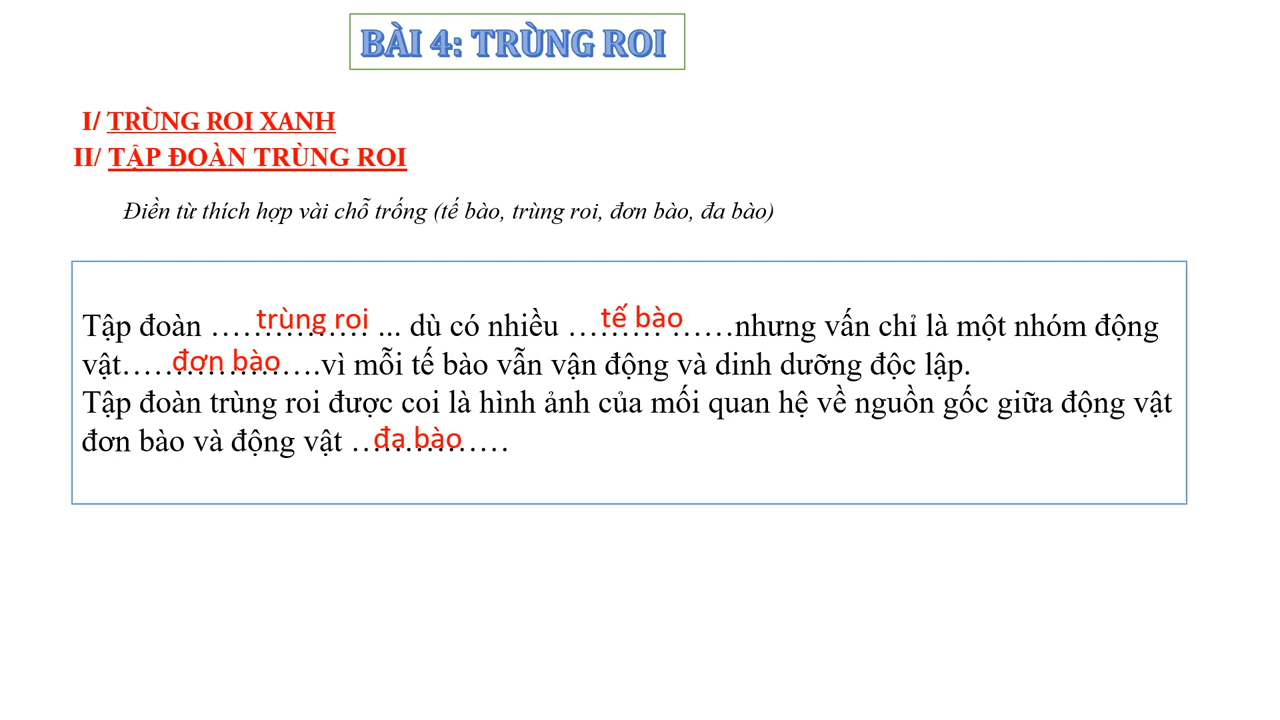 BÀI 4: TRÙNG ROI
I/ TRÙNG ROI XANH
II/ TẬP ĐOÀN TRÙNG ROI
Điền từ thích hợp vài chỗ trống (tế bào, trùng roi, đơn bào, đa bào)
Tập đoàn ……trùng roi…… ... dù có nhiều ……tế bào……nhưng vấn chỉ là một nhóm động
vật……đơn bào…….vì mỗi tế bào vẫn vận động và dinh dưỡng độc lập.
Tập đoàn trùng roi được coi là hình ảnh của mối quan hệ về nguồn gốc giữa động vật
đơn bào và động vật ……đa bào……